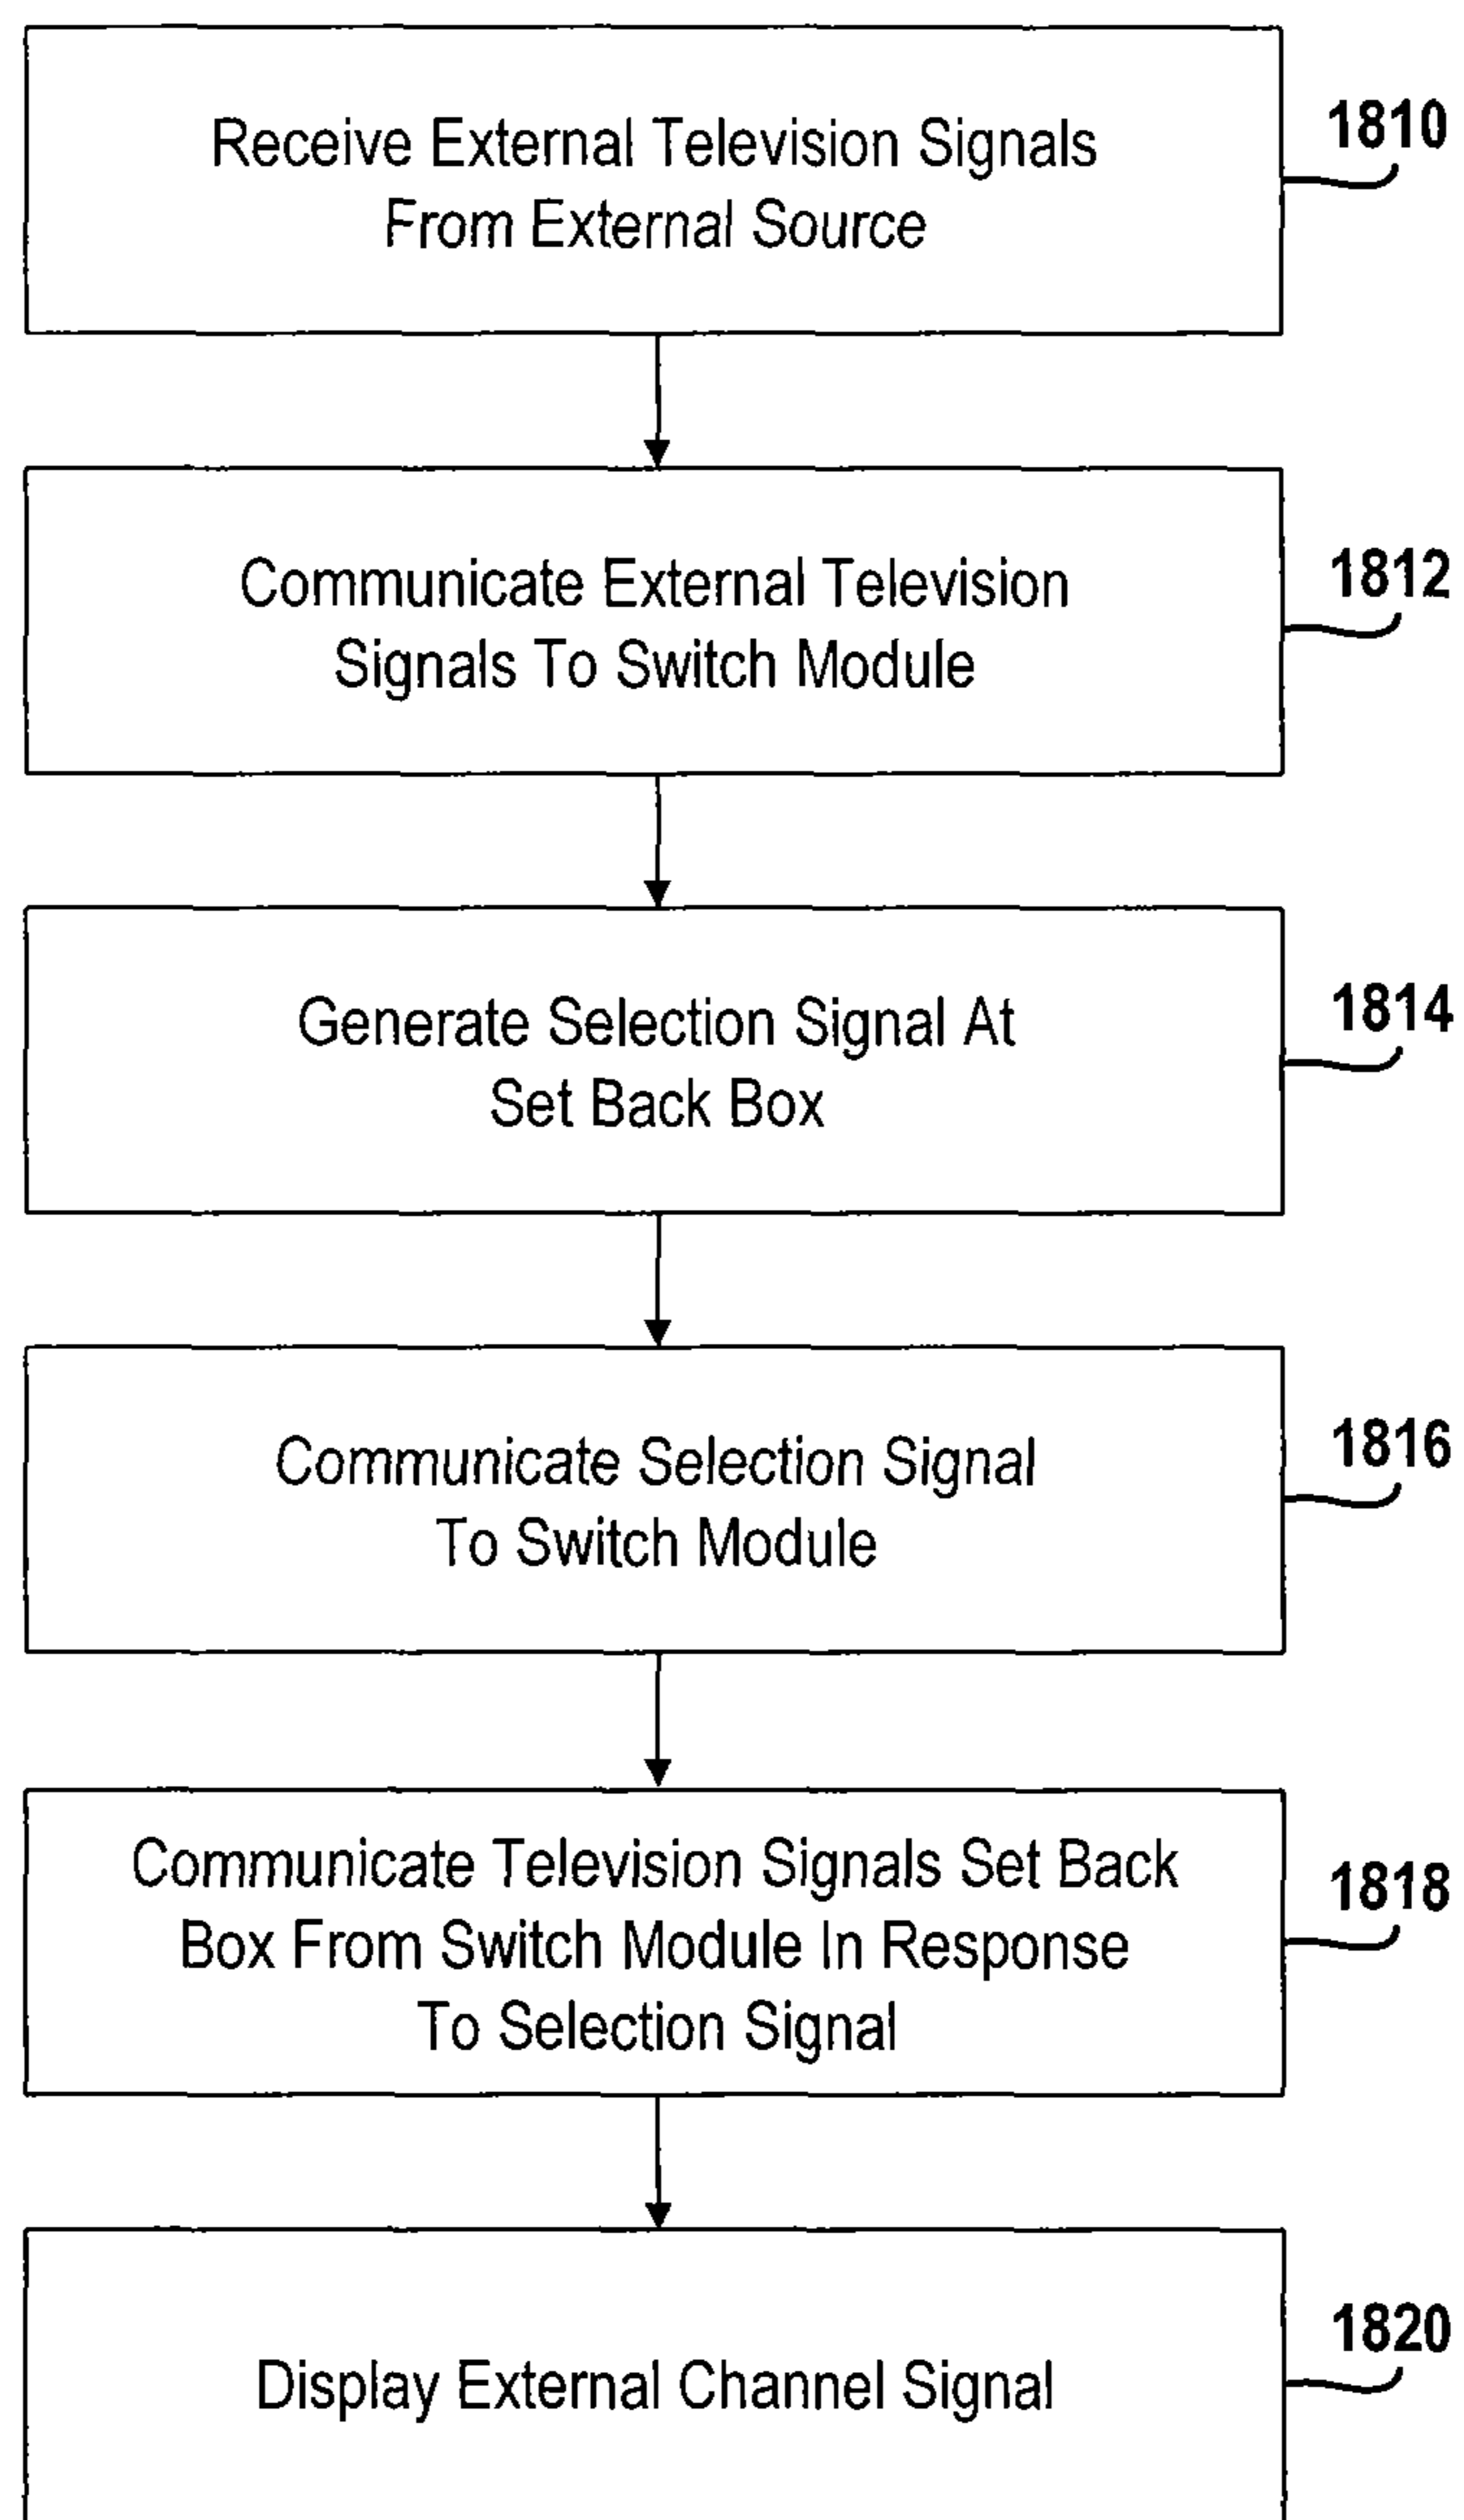 Receive External Television Signals
From External Source
1810
Communicate External Television
Signals To Switch Module
1812
Generate Selection Signal At
Set Back Box
1814
Communicate Selection Signal
To Switch Module
1816
Communicate Television Signals Set Back
Box From Switch Module In Response
To Selection Signal
1818
Display External Channel Signal
1820